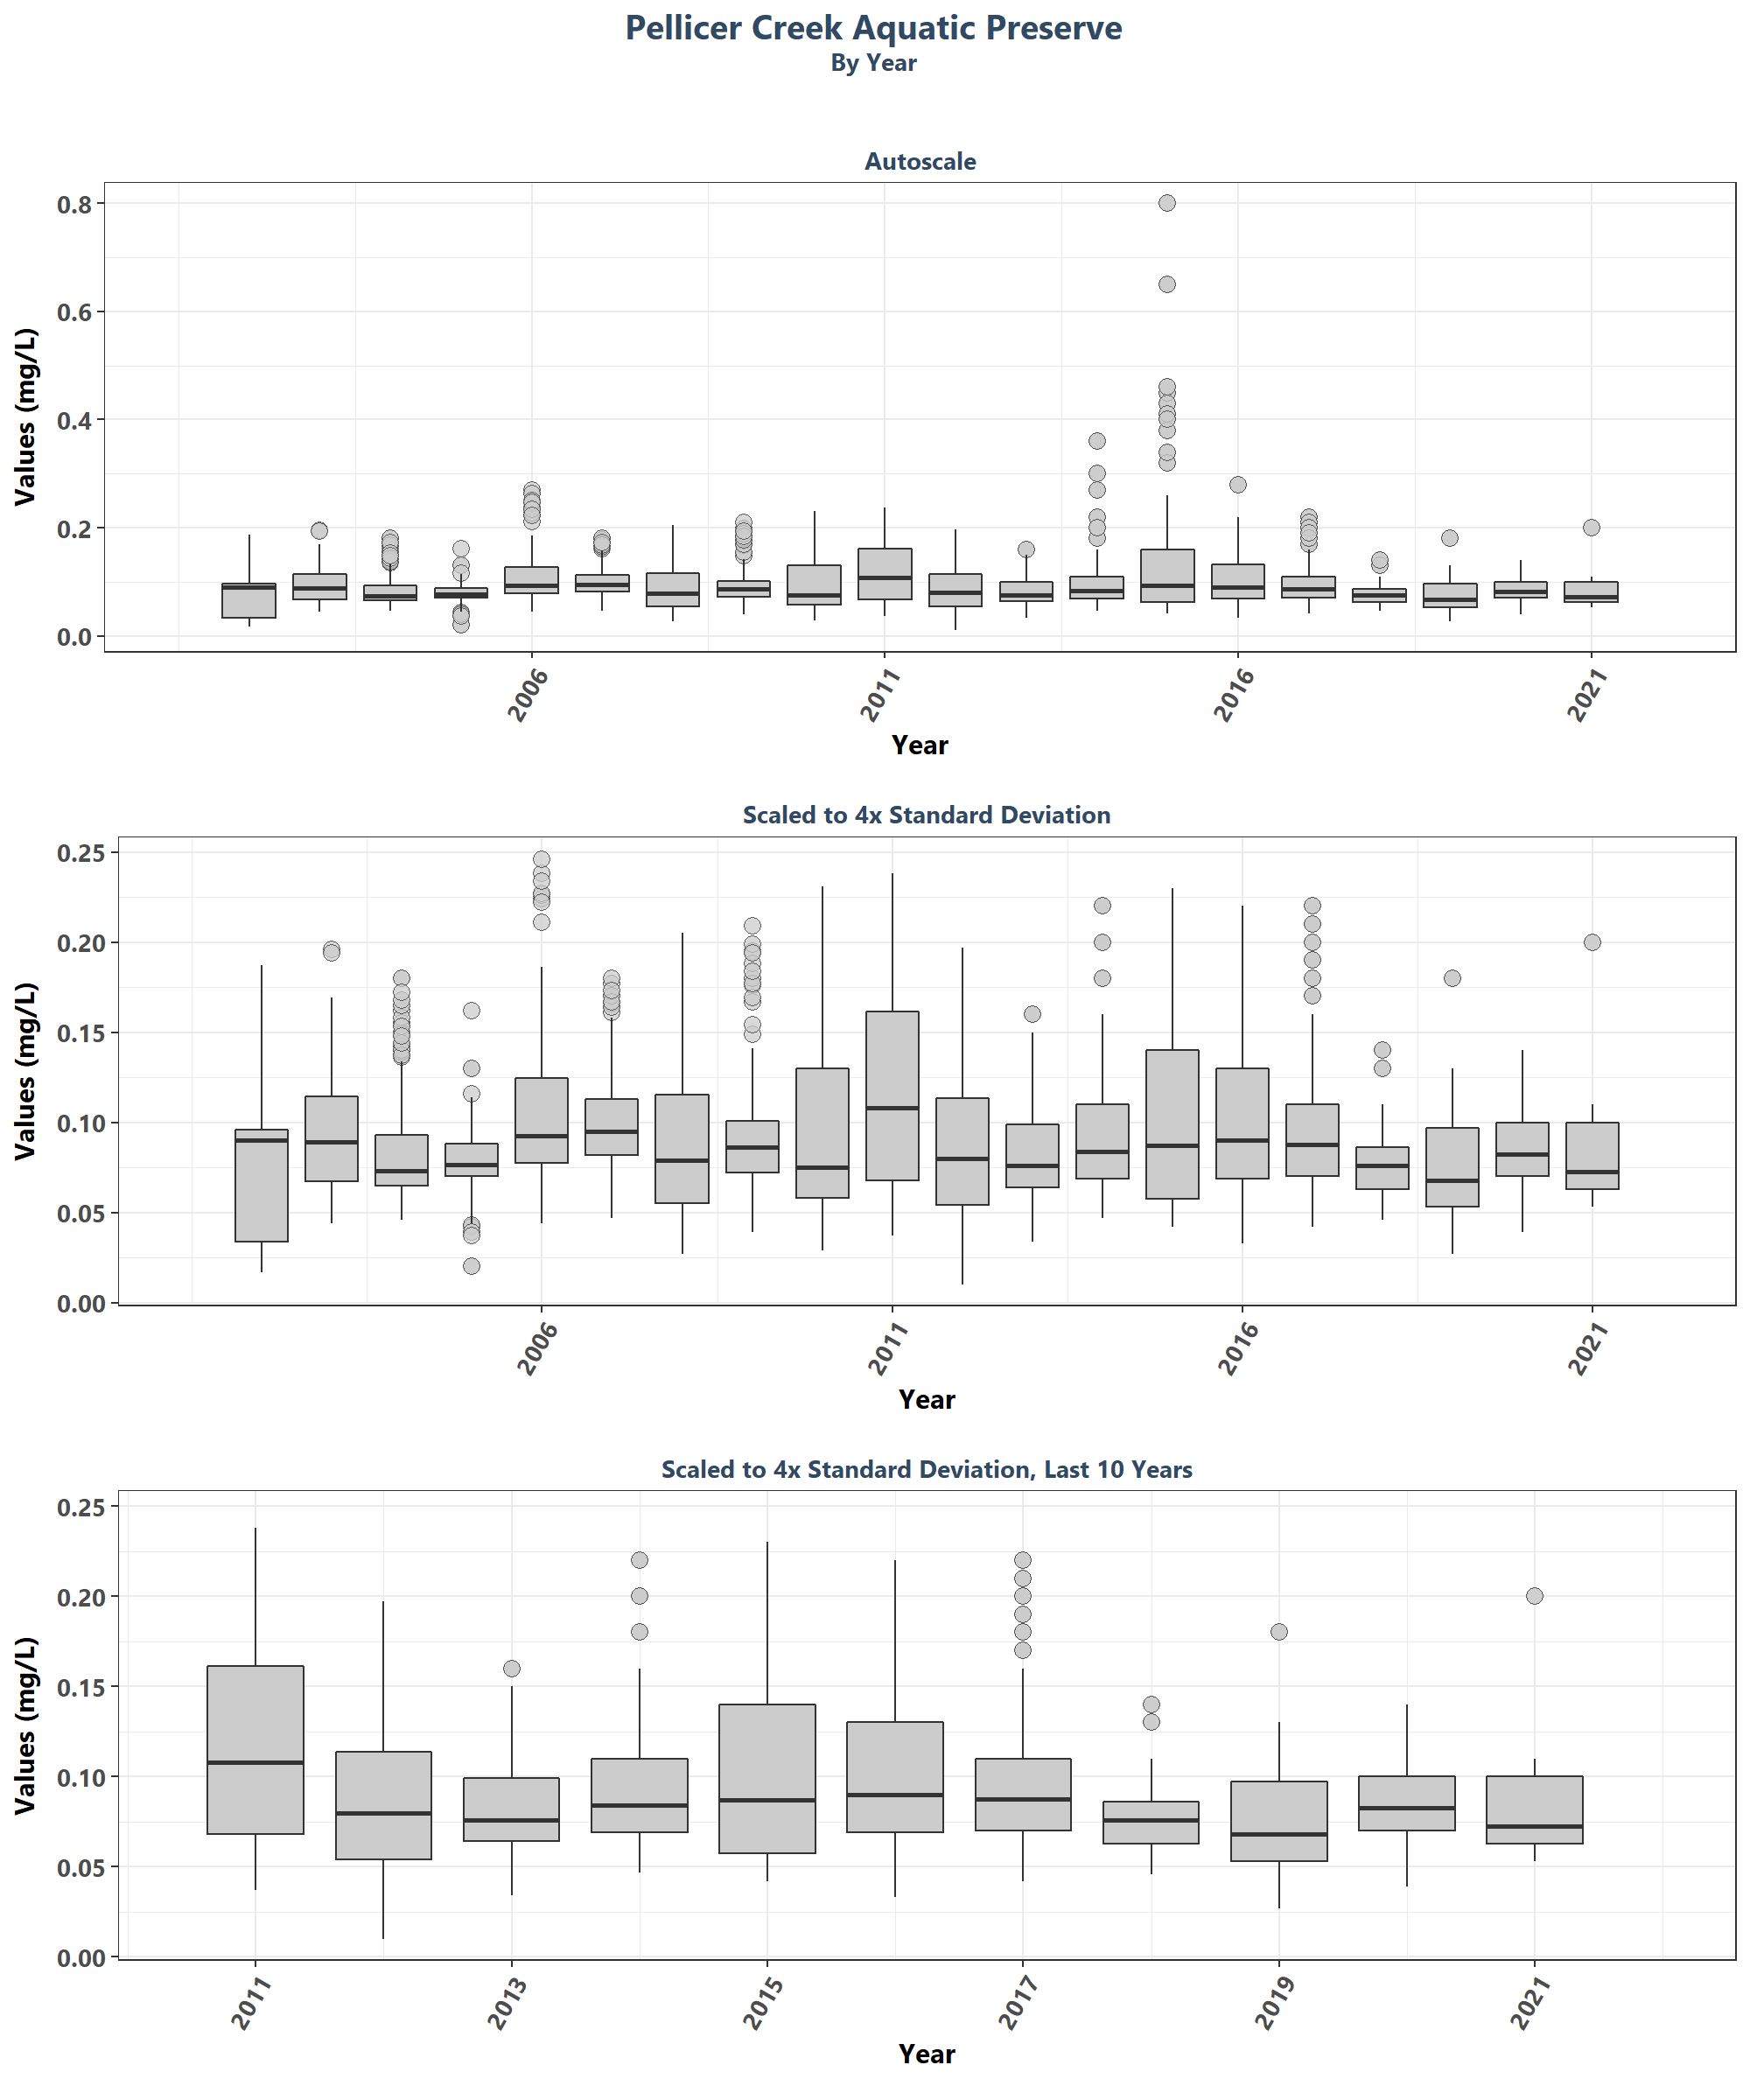 Pellicer Creek Aquatic Preserve
By Year
Autoscale
Values (mg/L)
0.8
0.6
0.4
0.2
0.0
2006 2011 2016 2021
Year
Scaled to 4x Standard Deviation
Values (mg/L)
0.25
0.20
0.15
0.10
0.05
0.00
2006 2011 2016 2021
Year
Scaled to 4x Standard Deviation, Last 10 Years
Values (mg/L)
0.25
0.20
0.15
0.10
0.05
0.00
2011 2013 2015 2017 2019 2021
Year